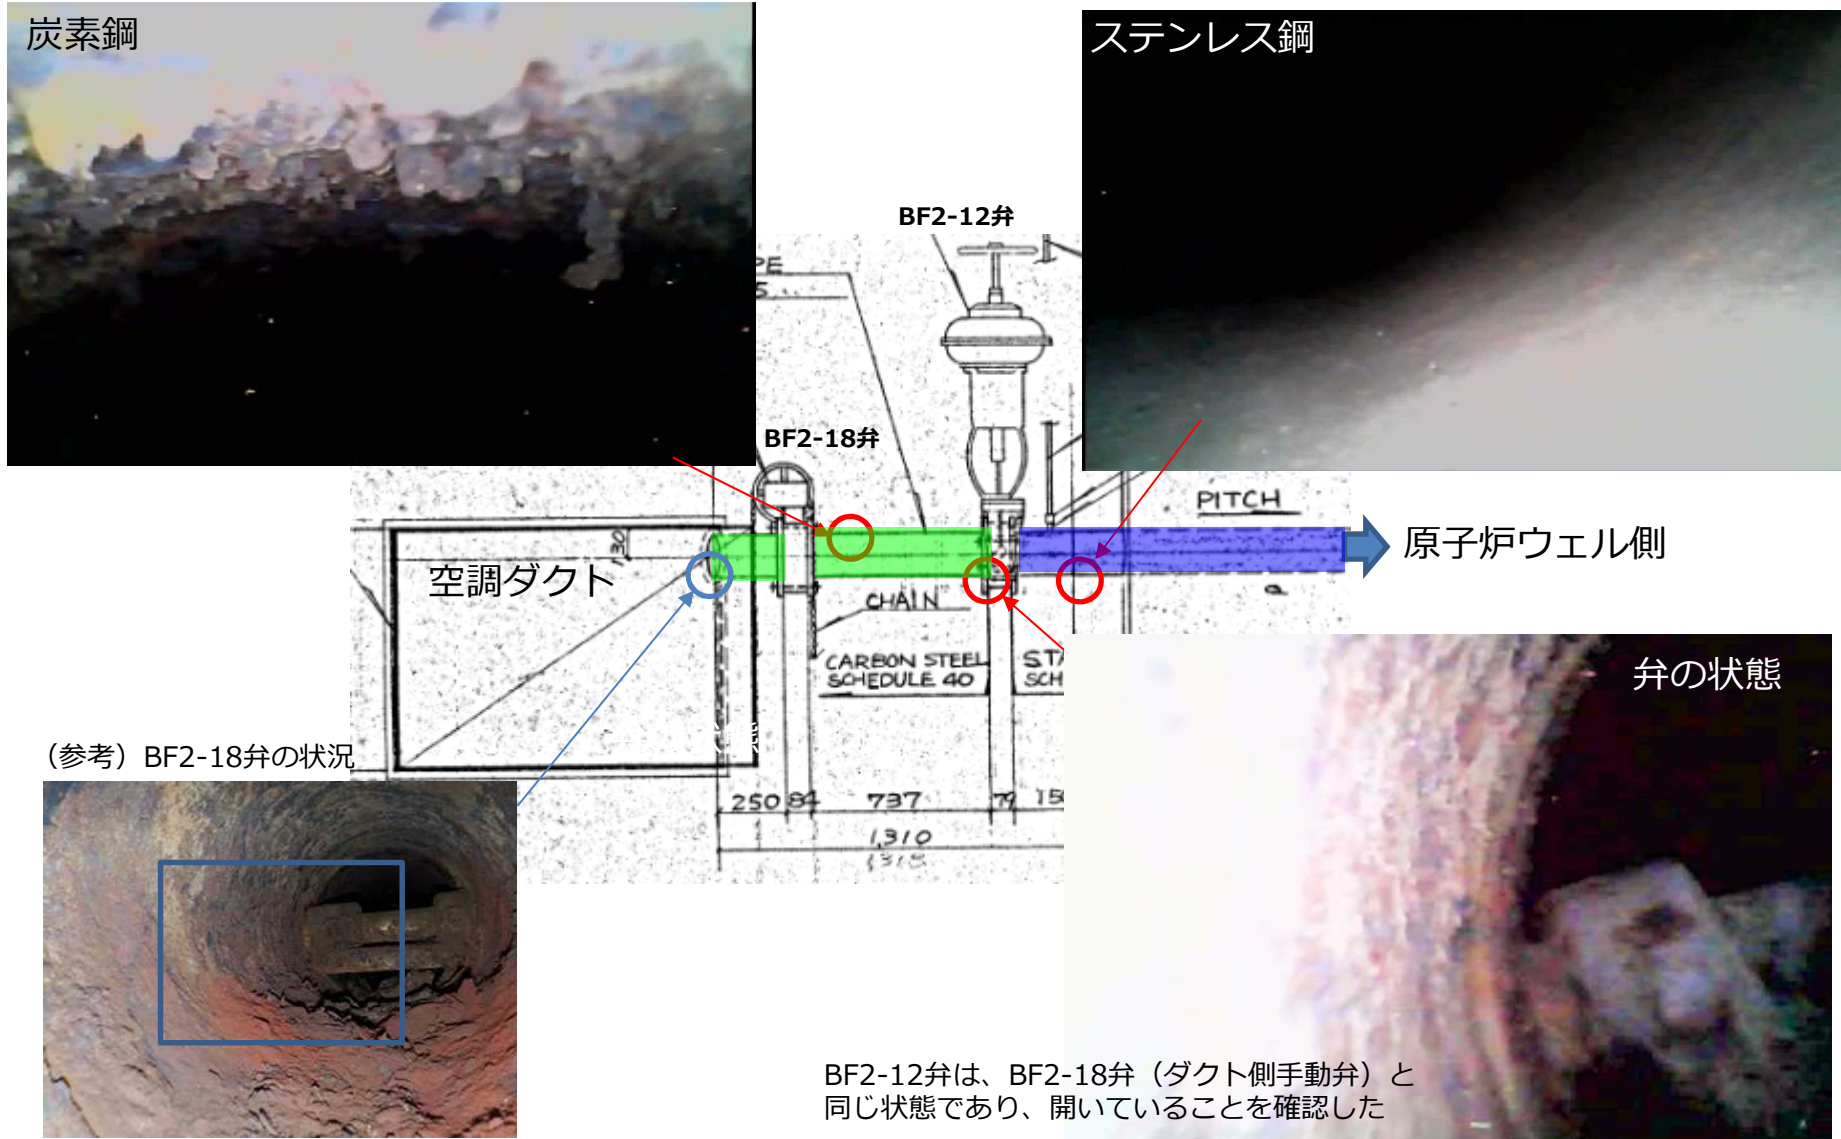 炭素鋼
ステンレス鋼
BF2-12弁
BF2-18弁
PITCH
原子炉ウェル側
130
空調ダクト
CHAIN
CARBON STEEL
SCHEDULE 40
弁の状態
（参考）BF2-18弁の状況
250 84 737 79
1,310
1318
BF2-12弁は、BF2-18弁（ダクト側手動弁）と
同じ状態であり、開いていることを確認した